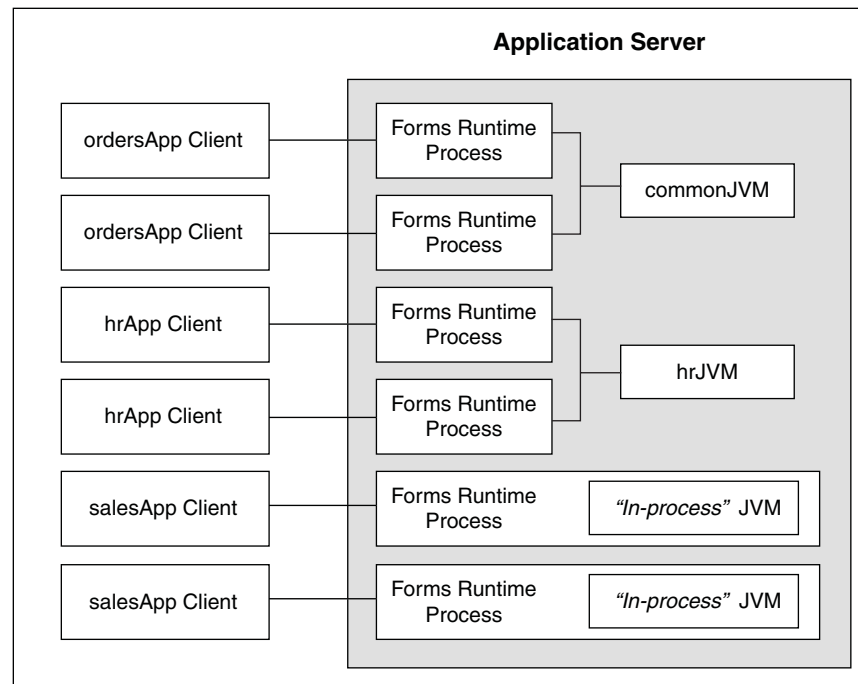 Application Server
ordersApp Client
Forms Runtime
Process
commonJVM
ordersApp Client
Forms Runtime
Process
hrApp Client
Forms Runtime
Process
hrJVM
hrApp Client
Forms Runtime
Process
salesApp Client
Forms Runtime
Process
“In-process” JVM
salesApp Client
Forms Runtime
Process
“In-process” JVM